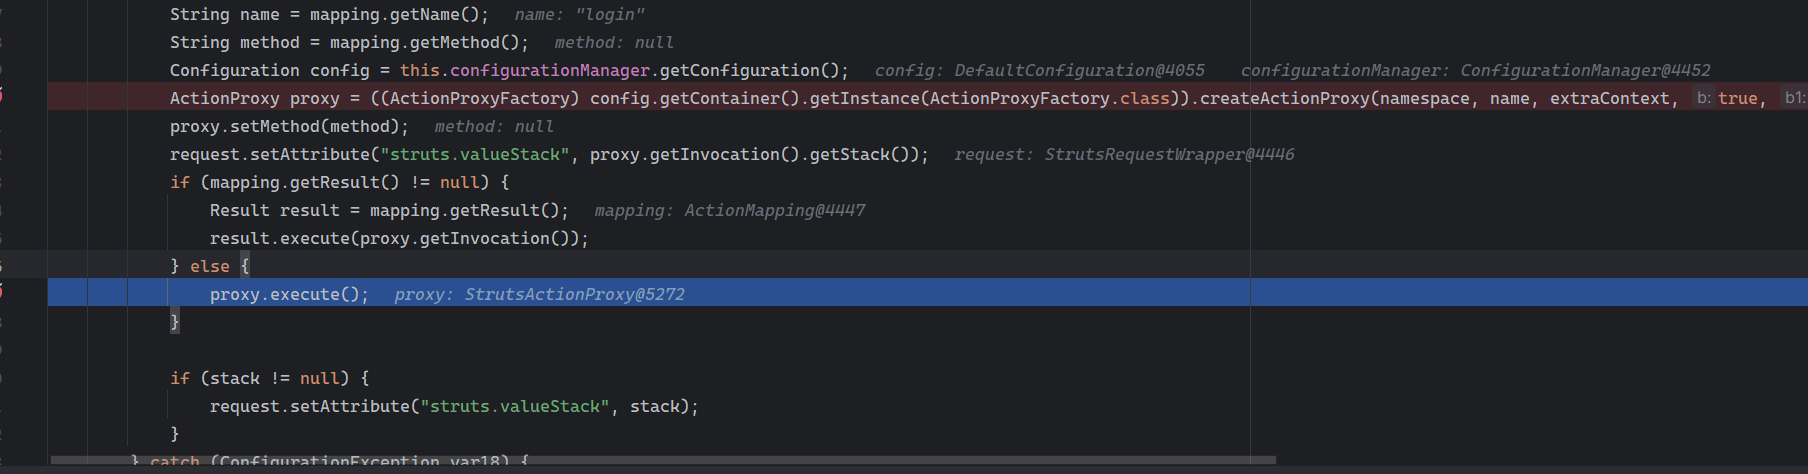 String name = mapping.getName();   name: "login"
String method = mapping.getMethod();   method: null
Configuration config = this.configurationManager.getConfiguration();   config: DefaultConfiguration@4055   configurationManager: ConfigurationManager@4452
ActionProxy proxy = ((ActionProxyFactory) config.getContainer().getInstance(ActionProxyFactory.class)).createActionProxy(namespace, name, extraContext, b: true, b1:
proxy.setMethod(method);   method: null
request.setAttribute("struts.valueStack", proxy.getInvocation().getStack());   request: StrutsRequestWrapper@4446
if (mapping.getResult() != null) {
Result result = mapping.getResult();   mapping: ActionMapping@4447
result.execute(proxy.getInvocation());
} else {
proxy.execute();   proxy: StrutsActionProxy@5272
}
if (stack != null) {
request.setAttribute("struts.valueStack", stack);
}
} catch (ConfigurationException var18) {